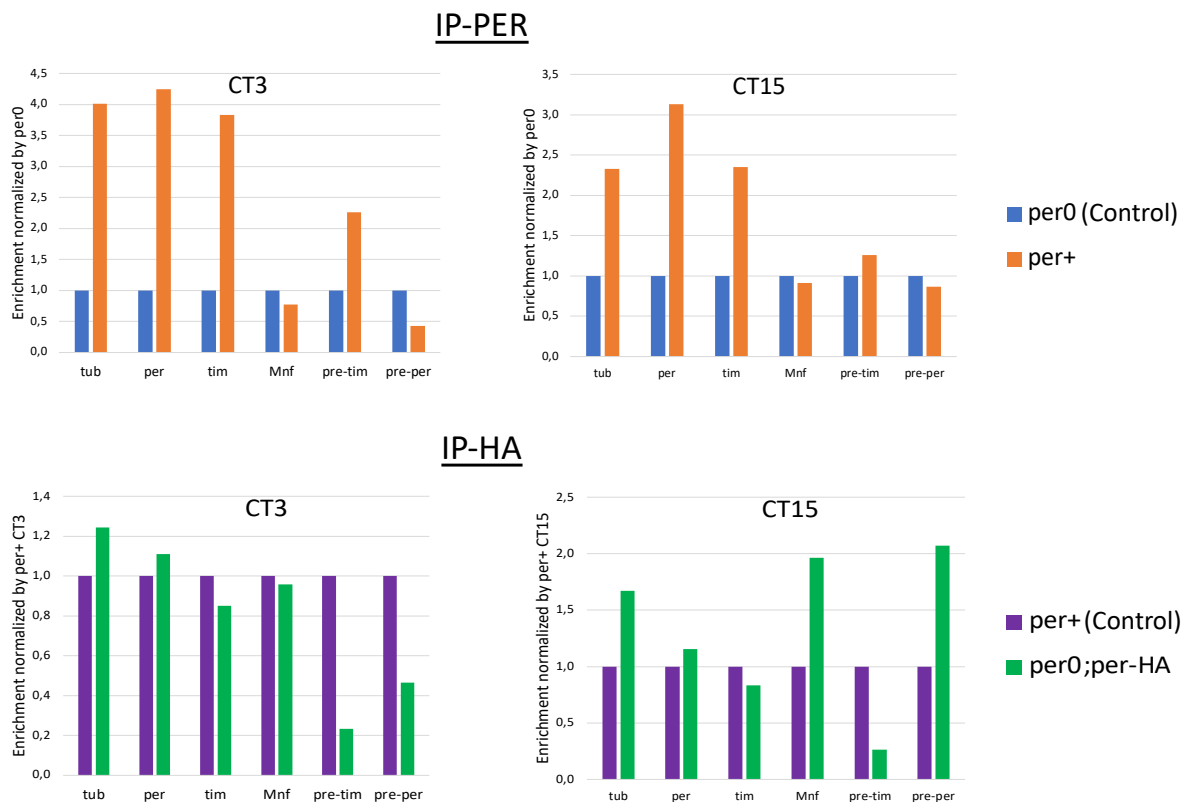 IP-PER
CT3
Enrichment normalized by per0
4,5
4,0
3,5
3,0
2,5
2,0
1,5
1,0
0,5
0,0
tub per tim Mnf pre-tim pre-per
CT15
Enrichment normalized by per0
3,5
3,0
2,5
2,0
1,5
1,0
0,5
0,0
tub per tim Mnf pre-tim pre-per
per0 (Control)
per+
IP-HA
CT3
Enrichment normalized by per+ CT3
1,4
1,2
1,0
0,8
0,6
0,4
0,2
0,0
tub per tim Mnf pre-tim pre-per
CT15
Enrichment normalized by per+ CT15
2,5
2,0
1,5
1,0
0,5
0,0
tub per tim Mnf pre-tim pre-per
per+ (Control)
per0;per-HA